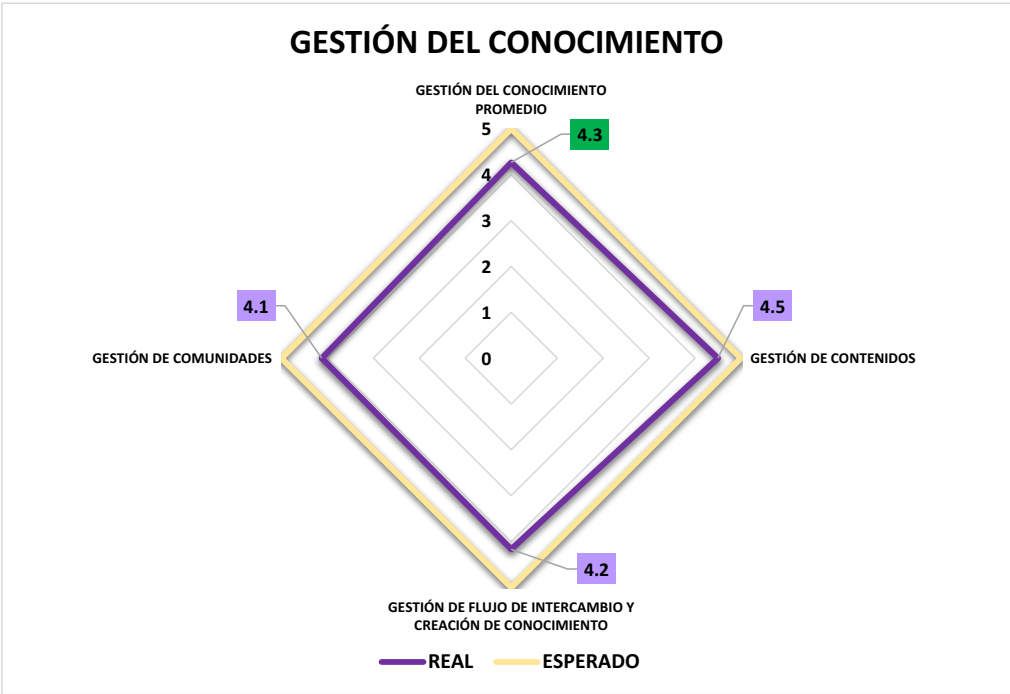 GESTIÓN DEL CONOCIMIENTO
GESTIÓN DEL CONOCIMIENTO
PROMEDIO
5
4.3
4
3
2
4.1
4.5
1
GESTIÓN DE COMUNIDADES
0
GESTIÓN DE CONTENIDOS
4.2
GESTIÓN DE FLUJO DE INTERCAMBIO Y
CREACIÓN DE CONOCIMIENTO
REAL
ESPERADO